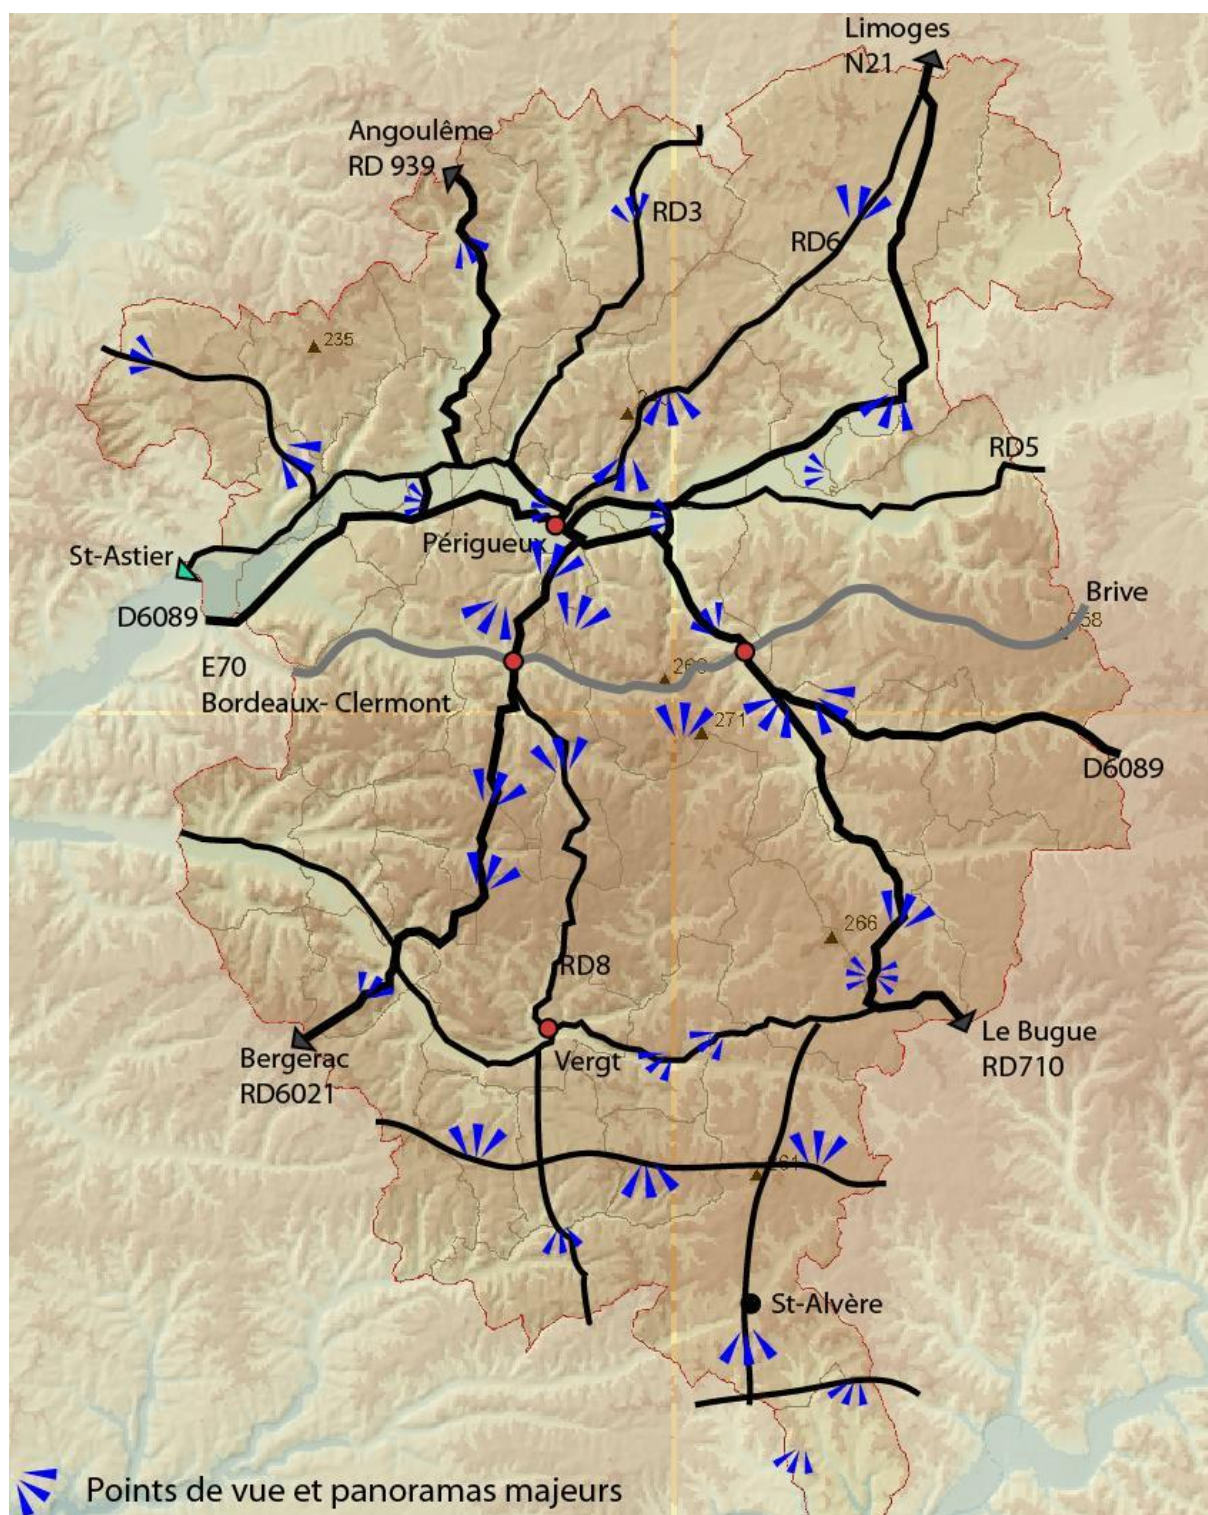 Limoges
N21
Angoulême
RD 939
RD3
RD6
235
RD5
Périgueux
St-Astier
D6089
Brive
E70
Bordeaux- Clermont
271
D6089
266
RD8
Bergerac
RD6021
Vergt
Le Bugue
RD710
St-Alvère
Points de vue et panoramas majeurs